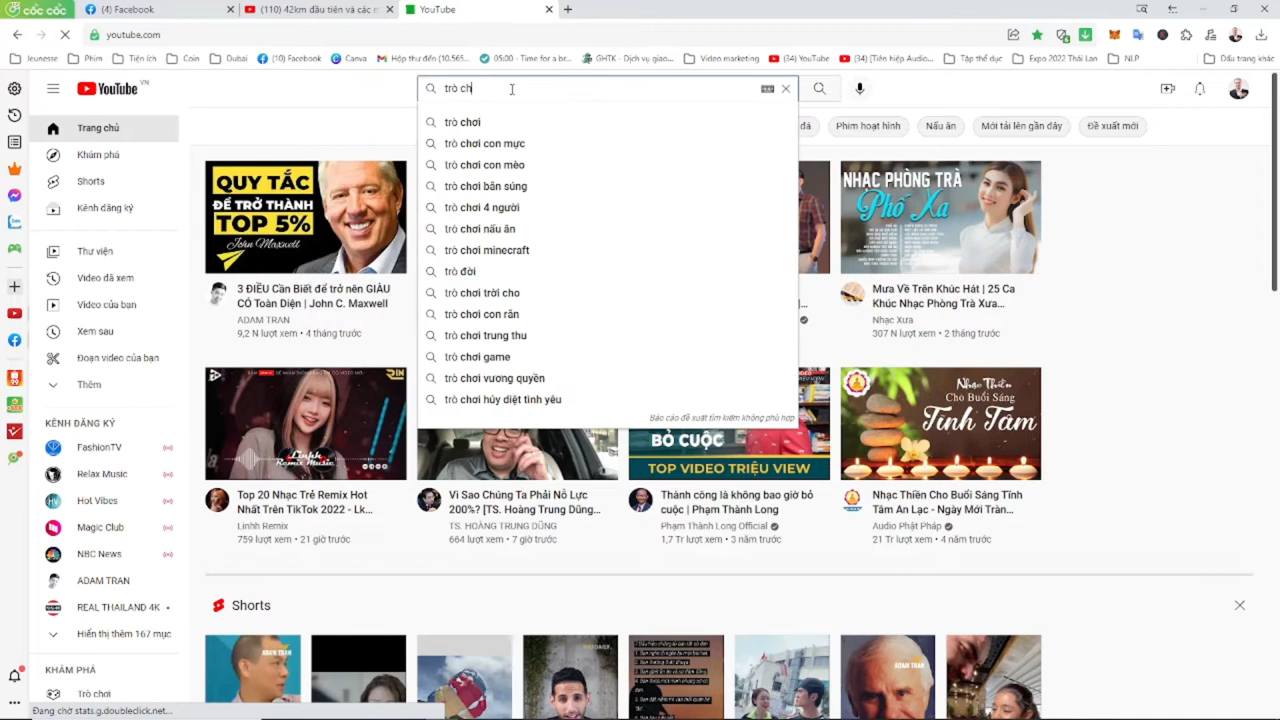 cốc cốc
(4) Facebook
(110) 42km đầu tiên và các m
YouTube
youtube.com
Jeunesse
Phim
Tiện ích
Coin
Dubai
(10) Facebook
Canva
Hộp thư đến (10.565...
05:00 - Time for a br...
GHTK - Dịch vụ giao...
Video marketing
(34) YouTube
(34) [Tiên hiệp Audio,...
Tập thể dục
Expo 2022 Thái Lan
NLP
Dấu trang khác
YouTube VN
trò ch
trò chơi
trò chơi con mực
trò chơi con mèo
trò chơi bắn súng
trò chơi 4 người
trò chơi nấu ăn
trò chơi minecraft
trò đời
trò chơi trời cho
trò chơi con rắn
trò chơi trung thu
trò chơi game
trò chơi vương quyền
trò chơi hủy diệt tình yêu
Báo cáo đề xuất tìm kiếm không phù hợp
đá
Phim hoạt hình
Nấu ăn
Mới tải lên gần đây
Đề xuất mới
Trang chủ
Khám phá
Shorts
Kênh đăng ký
Thư viện
Video đã xem
Video của bạn
Xem sau
Đoạn video của bạn
Thêm
KÊNH ĐĂNG KÝ
FashionTV
Relax Music
Hot Vibes
Magic Club
NBC News
ADAM TRAN
REAL THAILAND 4K
Hiển thị thêm 167 mục
KHÁM PHÁ
Trò chơi
QUY TẮC
ĐỂ TRỞ THÀNH
TOP 5%
John Maxwell
3 ĐIỀU Cần Biết để trở nên GIÀU
CÓ Toàn Diện | John C. Maxwell
ADAM TRAN
9,2 N lượt xem • 4 tháng trước
NHẠC PHÒNG TRÀ
Phố Xa
Mưa Về Trên Khúc Hát | 25 Ca
Khúc Nhạc Phòng Trà Xưa...
Nhạc Xưa
307 N lượt xem • 2 tháng trước
RIN
Linhh
Remix Music
Top 20 Nhạc Trẻ Remix Hot
Nhất Trên TikTok 2022 - Lk...
Linhh Remix
759 lượt xem • 21 giờ trước
Vì Sao Chúng Ta Phải Nỗ Lực
200%? [TS. Hoàng Trung Dũng...
TS. HOÀNG TRUNG DŨNG
664 lượt xem • 7 giờ trước
BỎ CUỘC
TOP VIDEO TRIỆU VIEW
Thành công là không bao giờ bỏ
cuộc | Phạm Thành Long
Phạm Thành Long Official
1,7 Tr lượt xem • 3 năm trước
Nhạc Thiền
Cho Buổi Sáng
Tĩnh Tâm
Nhạc Thiền Cho Buổi Sáng Tĩnh
Tâm An Lạc - Ngày Mới Tràn...
Audio Phật Pháp
21 Tr lượt xem • 4 năm trước
Shorts
ADAM TRAN
ADAM TRAN
Đang chờ stats.g.doubleclick.net...